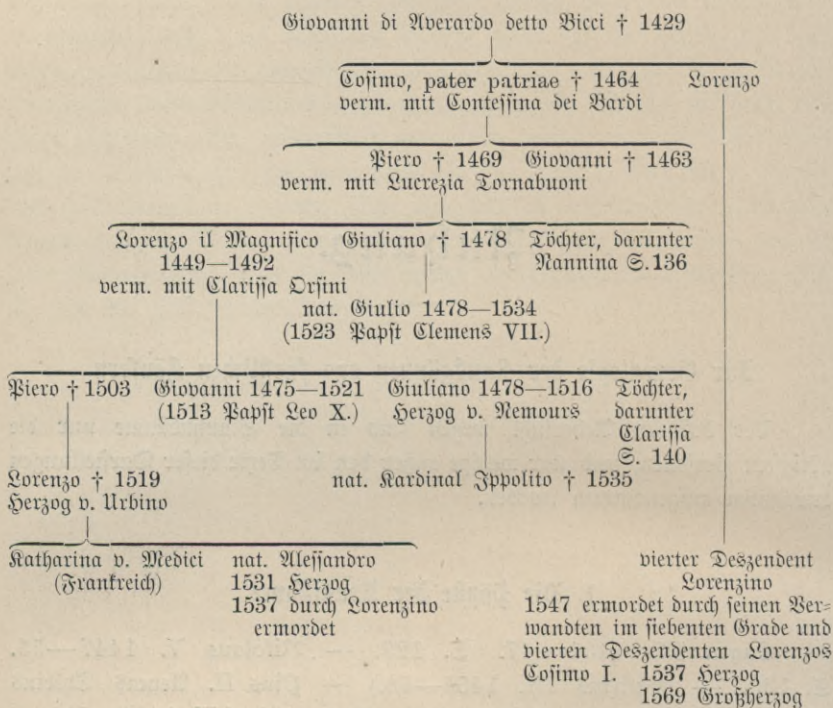 Giovanni di Averardo detto Bicci † 1429
Cosimo, pater patriae † 1464 Lorenzo
verm. mit Contessina dei Bardi
Piero † 1469 Giovanni † 1463
verm. mit Lucrezia Tornabuoni
Lorenzo il Magnifico Giuliano † 1478 Töchter, darunter
1449—1492 Nannina S. 136
verm. mit Clarissa Orsini
nat. Giulio 1478—1534
(1523 Papst Clemens VII.)
Piero † 1503 Giovanni 1475—1521 Giuliano 1478—1516 Töchter,
(1513 Papst Leo X.) Herzog v. Nemours darunter
Clarissa
S. 140
Lorenzo † 1519 nat. Kardinal Ippolito † 1535
Herzog v. Urbino
Katharina v. Medici nat. Alessandro vierter Deszendent
(Frankreich) 1531 Herzog Lorenzino
1537 durch Lorenzino 1547 ermordet durch seinen Ver-
ermordet wandten im siebenten Grade und
vierten Deszendenten Lorenzos
Cosimo I. 1537 Herzog
1569 Großherzog